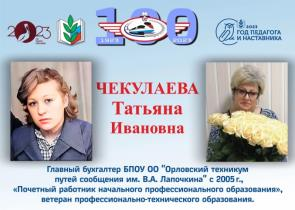 2023
100
1923 2023
2023
ГОД ПЕДАГОГА
И НАСТАВНИКА
ЧЕКУЛАЕВА
Татьяна
Ивановна
Главный бухгалтер БПОУ ОО "Орловский техникум
путей сообщения им. В.А. Лапочкина" с 2005 г.,
«Почетный работник начального профессионального образования»,
ветеран профессионально-технического образования.